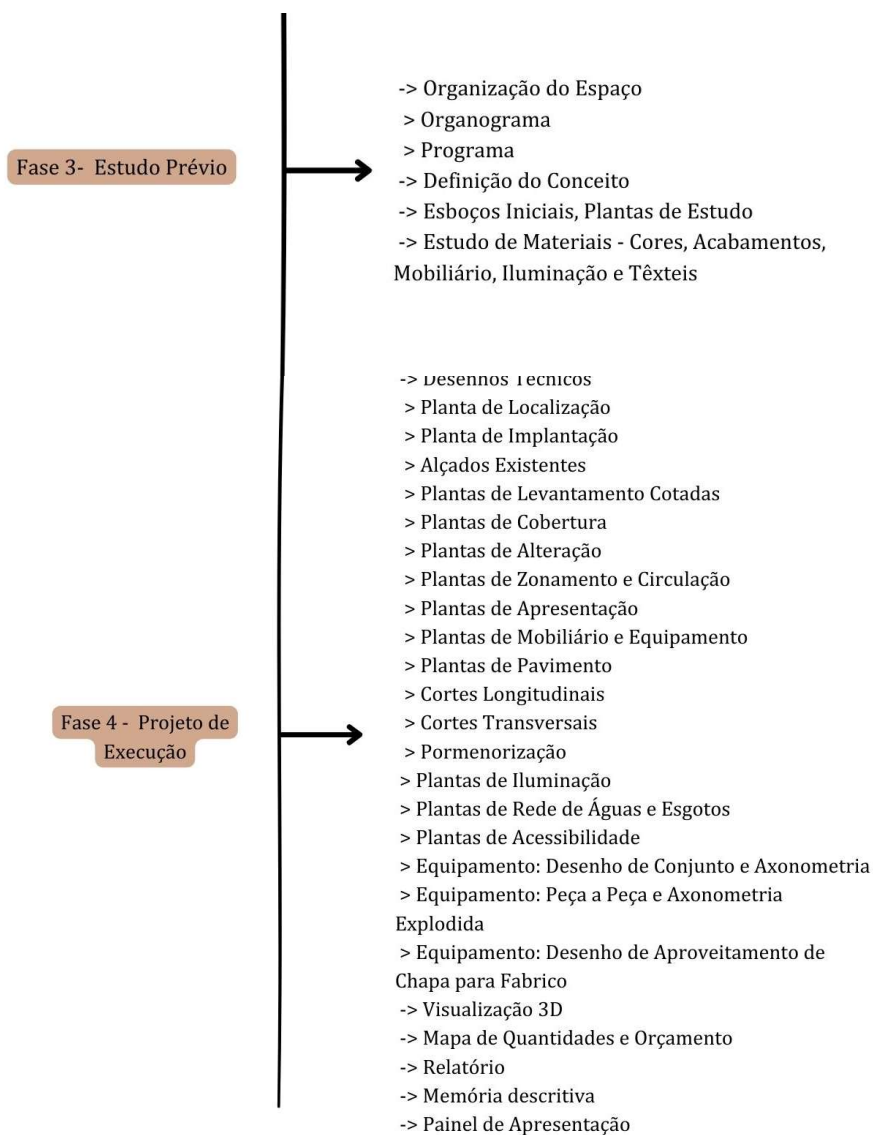 -> Organização do Espaço
> Organograma
> Programa
-> Definição do Conceito
-> Esboços Iniciais, Plantas de Estudo
-> Estudo de Materiais - Cores, Acabamentos,
Mobiliário, Iluminação e Têxteis
Fase 3- Estudo Prévio
-> Desenhos Técnicos
> Planta de Localização
> Planta de Implantação
> Alçados Existentes
> Plantas de Levantamento Cotadas
> Plantas de Cobertura
> Plantas de Alteração
> Plantas de Zonamento e Circulação
> Plantas de Apresentação
> Plantas de Mobiliário e Equipamento
> Plantas de Pavimento
> Cortes Longitudinais
> Cortes Transversais
> Pormenorização
> Plantas de Iluminação
> Plantas de Rede de Águas e Esgotos
> Plantas de Acessibilidade
> Equipamento: Desenho de Conjunto e Axonometria
> Equipamento: Peça a Peça e Axonometria
Explodida
> Equipamento: Desenho de Aproveitamento de
Chapa para Fabrico
-> Visualização 3D
-> Mapa de Quantidades e Orçamento
-> Relatório
-> Memória descritiva
-> Painel de Apresentação
Fase 4 - Projeto de
Execução